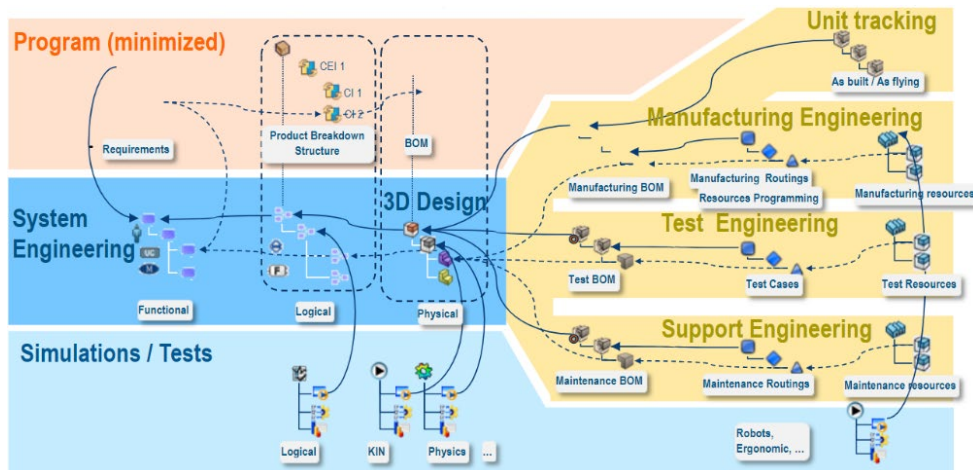 Program (minimized)
CEI 1
CI 1
CI 2
Requirements
Product Breakdown
Structure
BOM
Unit tracking
As built / As flying
Manufacturing Engineering
Manufacturing BOM
Manufacturing Routings
Resources Programming
Manufacturing resources
System
Engineering
UC
M
F
3D Design
Functional
Logical
Physical
Test Engineering
Test BOM
Test Cases
Test Resources
Support Engineering
Maintenance BOM
Maintenance Routings
Maintenance resources
Simulations / Tests
Logical
KIN
Physics
...
Robots,
Ergonomic, ...